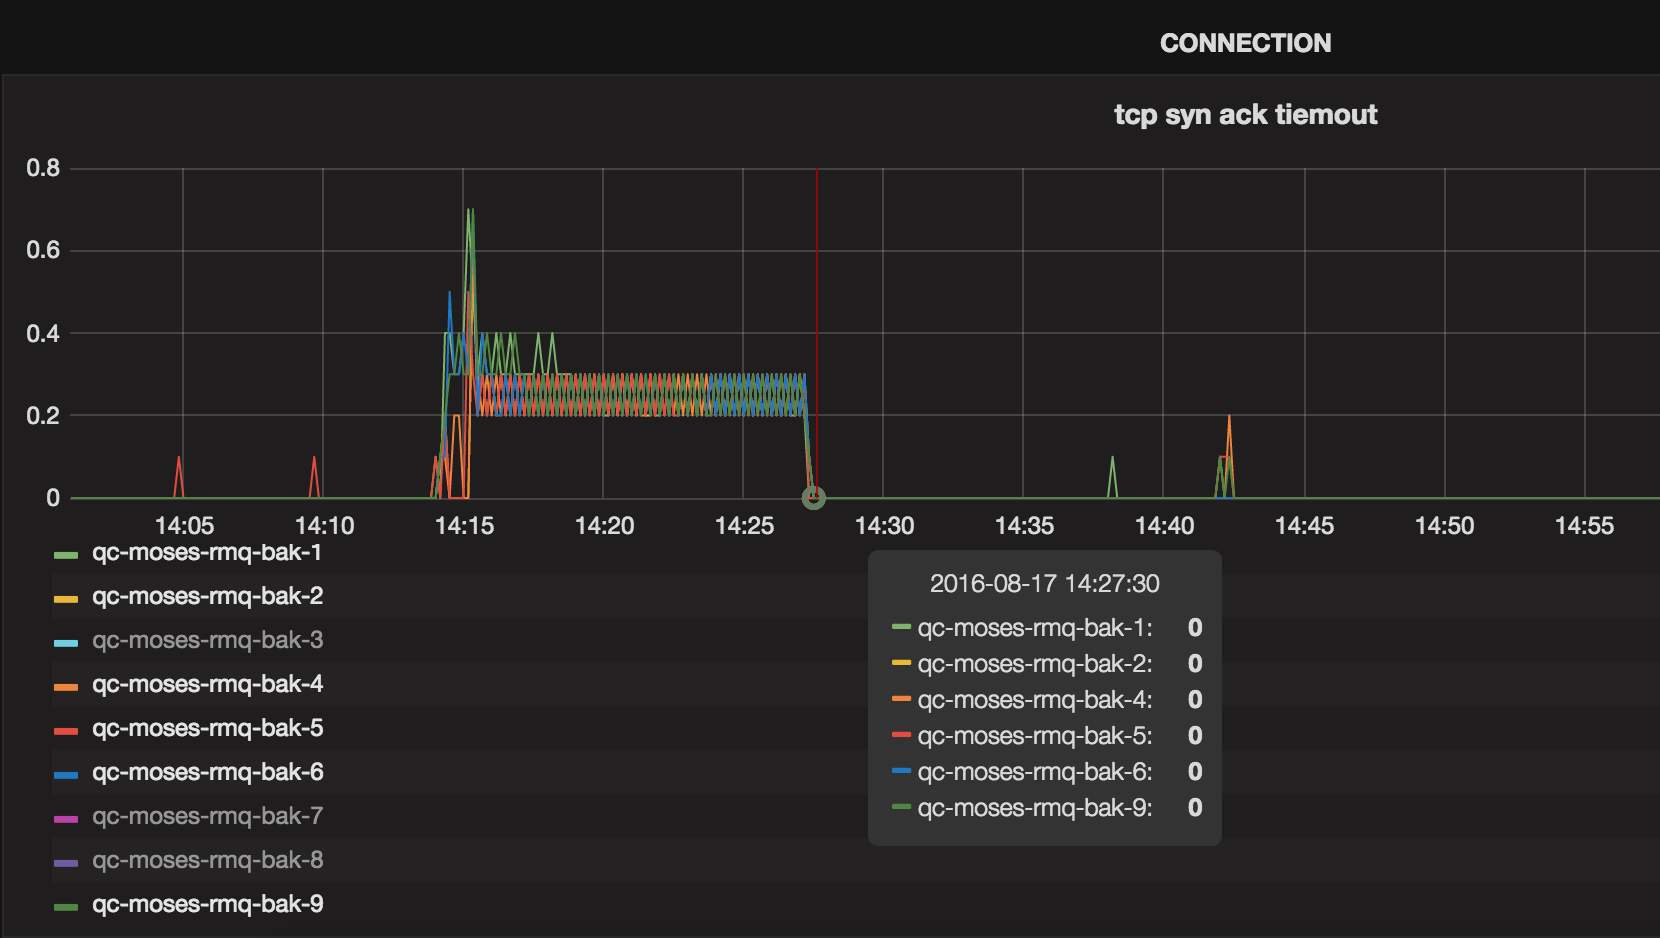 CONNECTION
tcp syn ack tiemout
0.8
0.6
0.4
0.2
0
14:05 14:10 14:15 14:20 14:25 14:30 14:35 14:40 14:45 14:50 14:55
qc-moses-rmq-bak-1
qc-moses-rmq-bak-2
qc-moses-rmq-bak-3
qc-moses-rmq-bak-4
qc-moses-rmq-bak-5
qc-moses-rmq-bak-6
qc-moses-rmq-bak-7
qc-moses-rmq-bak-8
qc-moses-rmq-bak-9
2016-08-17 14:27:30
qc-moses-rmq-bak-1: 0
qc-moses-rmq-bak-2: 0
qc-moses-rmq-bak-4: 0
qc-moses-rmq-bak-5: 0
qc-moses-rmq-bak-6: 0
qc-moses-rmq-bak-9: 0